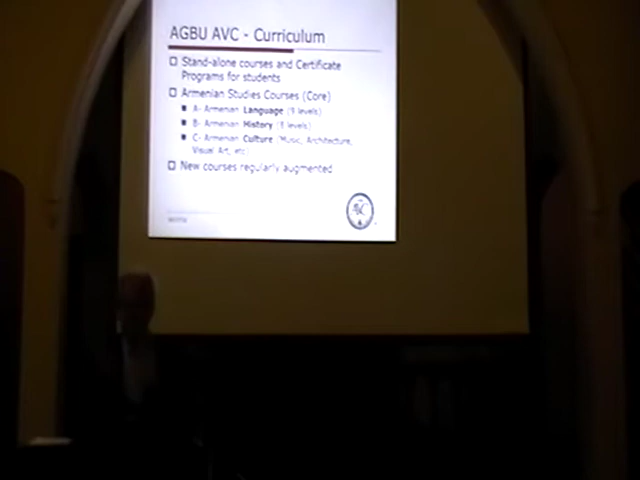 AGBU AVC - Curriculum
Stand-alone courses and Certificate
Programs for students
Armenian Studies Courses (Core)
A- Armenian Language (9 levels)
B- Armenian History ( levels)
C- Armenian Culture (Music, Architecture,
Visual Art, etc)
New courses regularly augmented
AVC